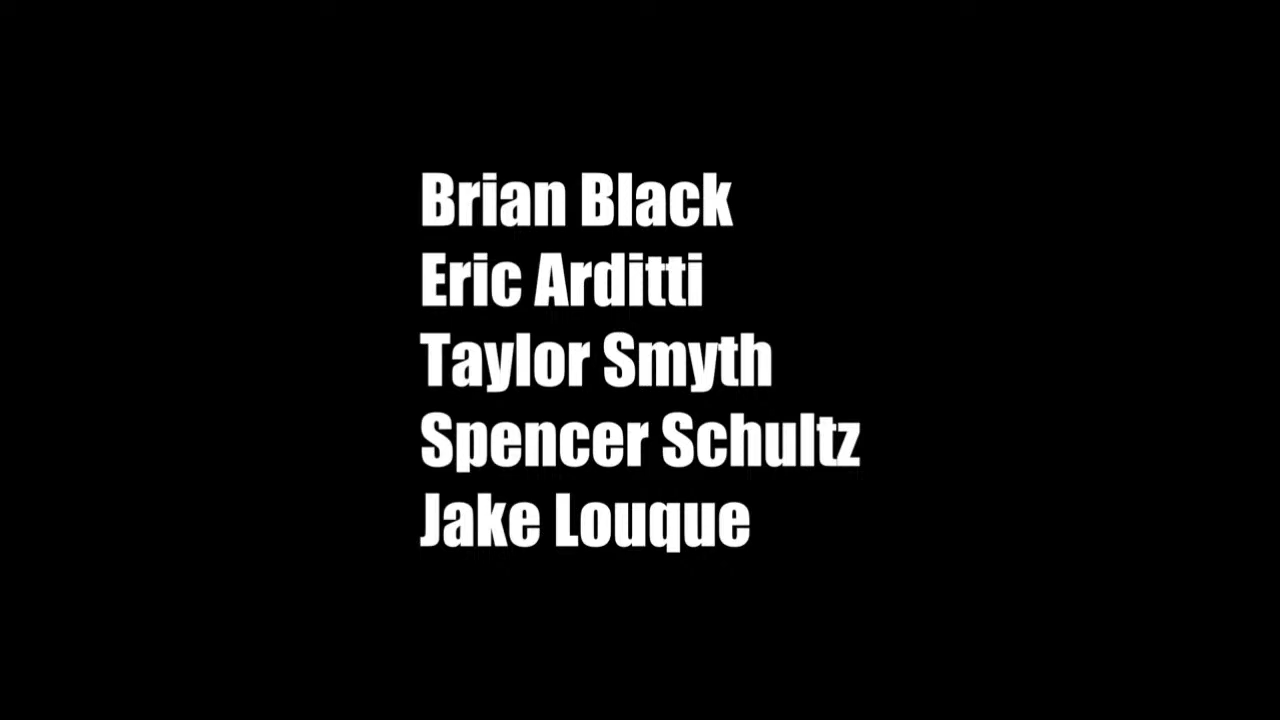 Brian Black
Eric Arditti
Taylor Smyth
Spencer Schultz
Jake Louque